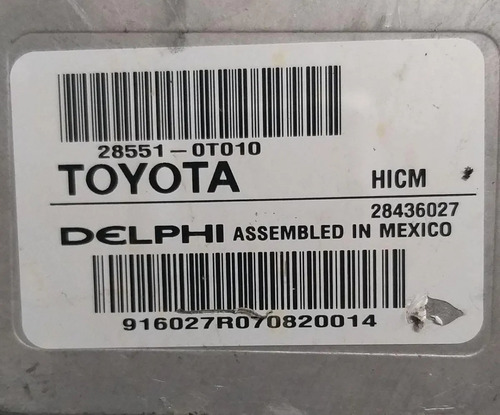 28551-0T010
TOYOTA HICM
28436027
DELPHI ASSEMBLED IN MEXICO
916027R070820014